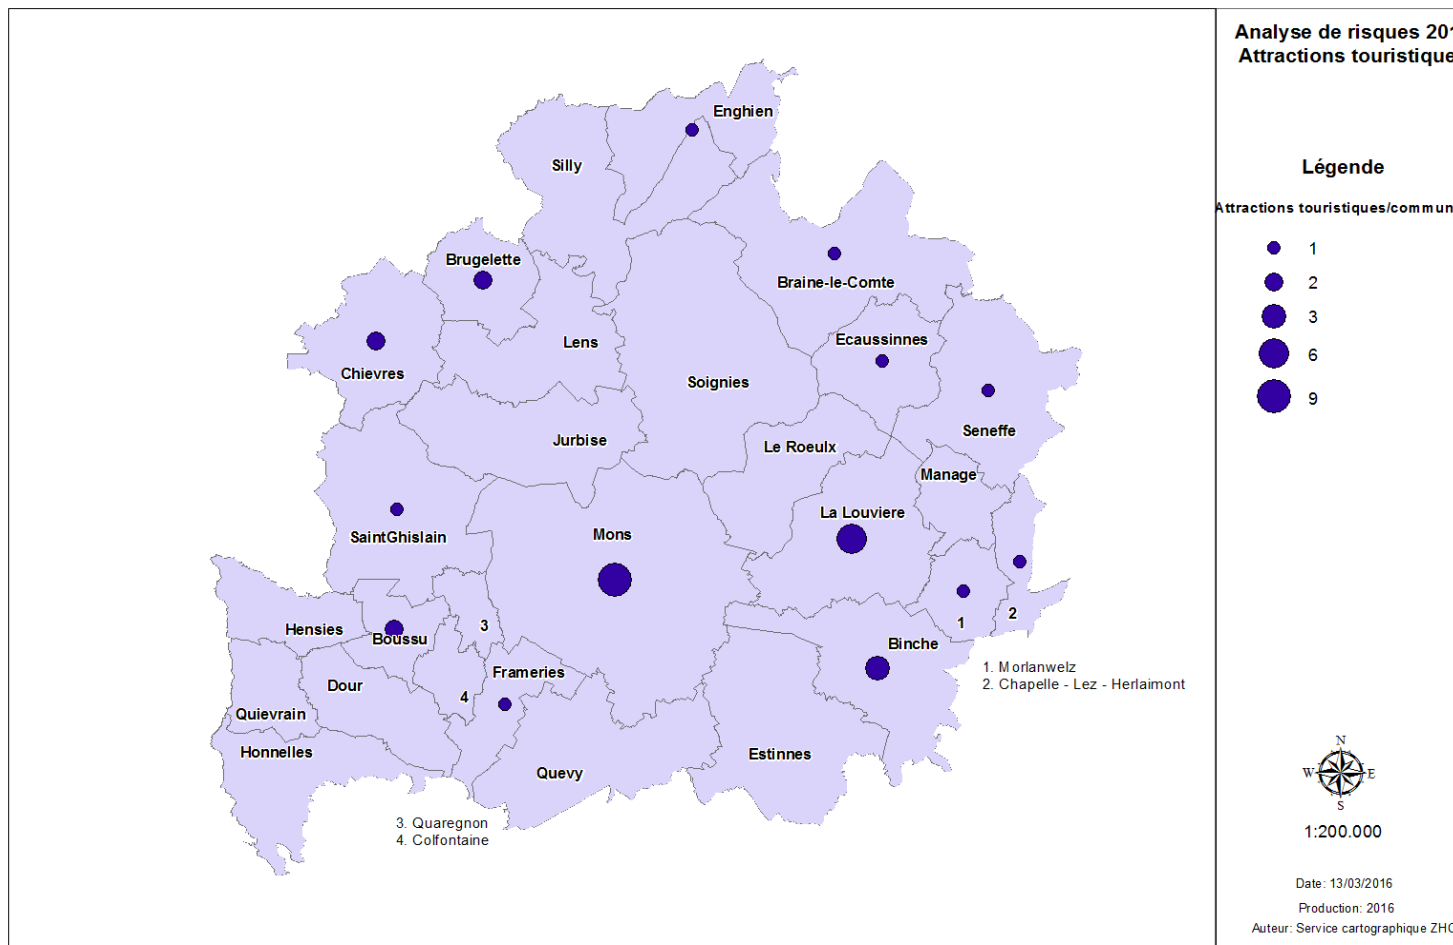 Analyse de risques 201
Attractions touristique
Légende
Attractions touristiques/commun
1
2
3
6
9
Enghien
Silly
Brugelette
Braine-le-Comte
Ecaussinnes
Lens
Chievres
Soignies
Seneffe
Jurbise
Le Roeulx
Manage
La Louviere
Mons
SaintGhislain
Hensies
Boussu
3
1
2
Binche
Frameries
Dour
4
Quievrain
Honnelles
Quevy
Estinnes
1. Morlanwelz
2. Chapelle - Lez - Herlaimont
3. Quaregnon
4. Colfontaine
N
W E
S
1:200.000
Date: 13/03/2016
Production: 2016
Auteur: Service cartographique ZHC